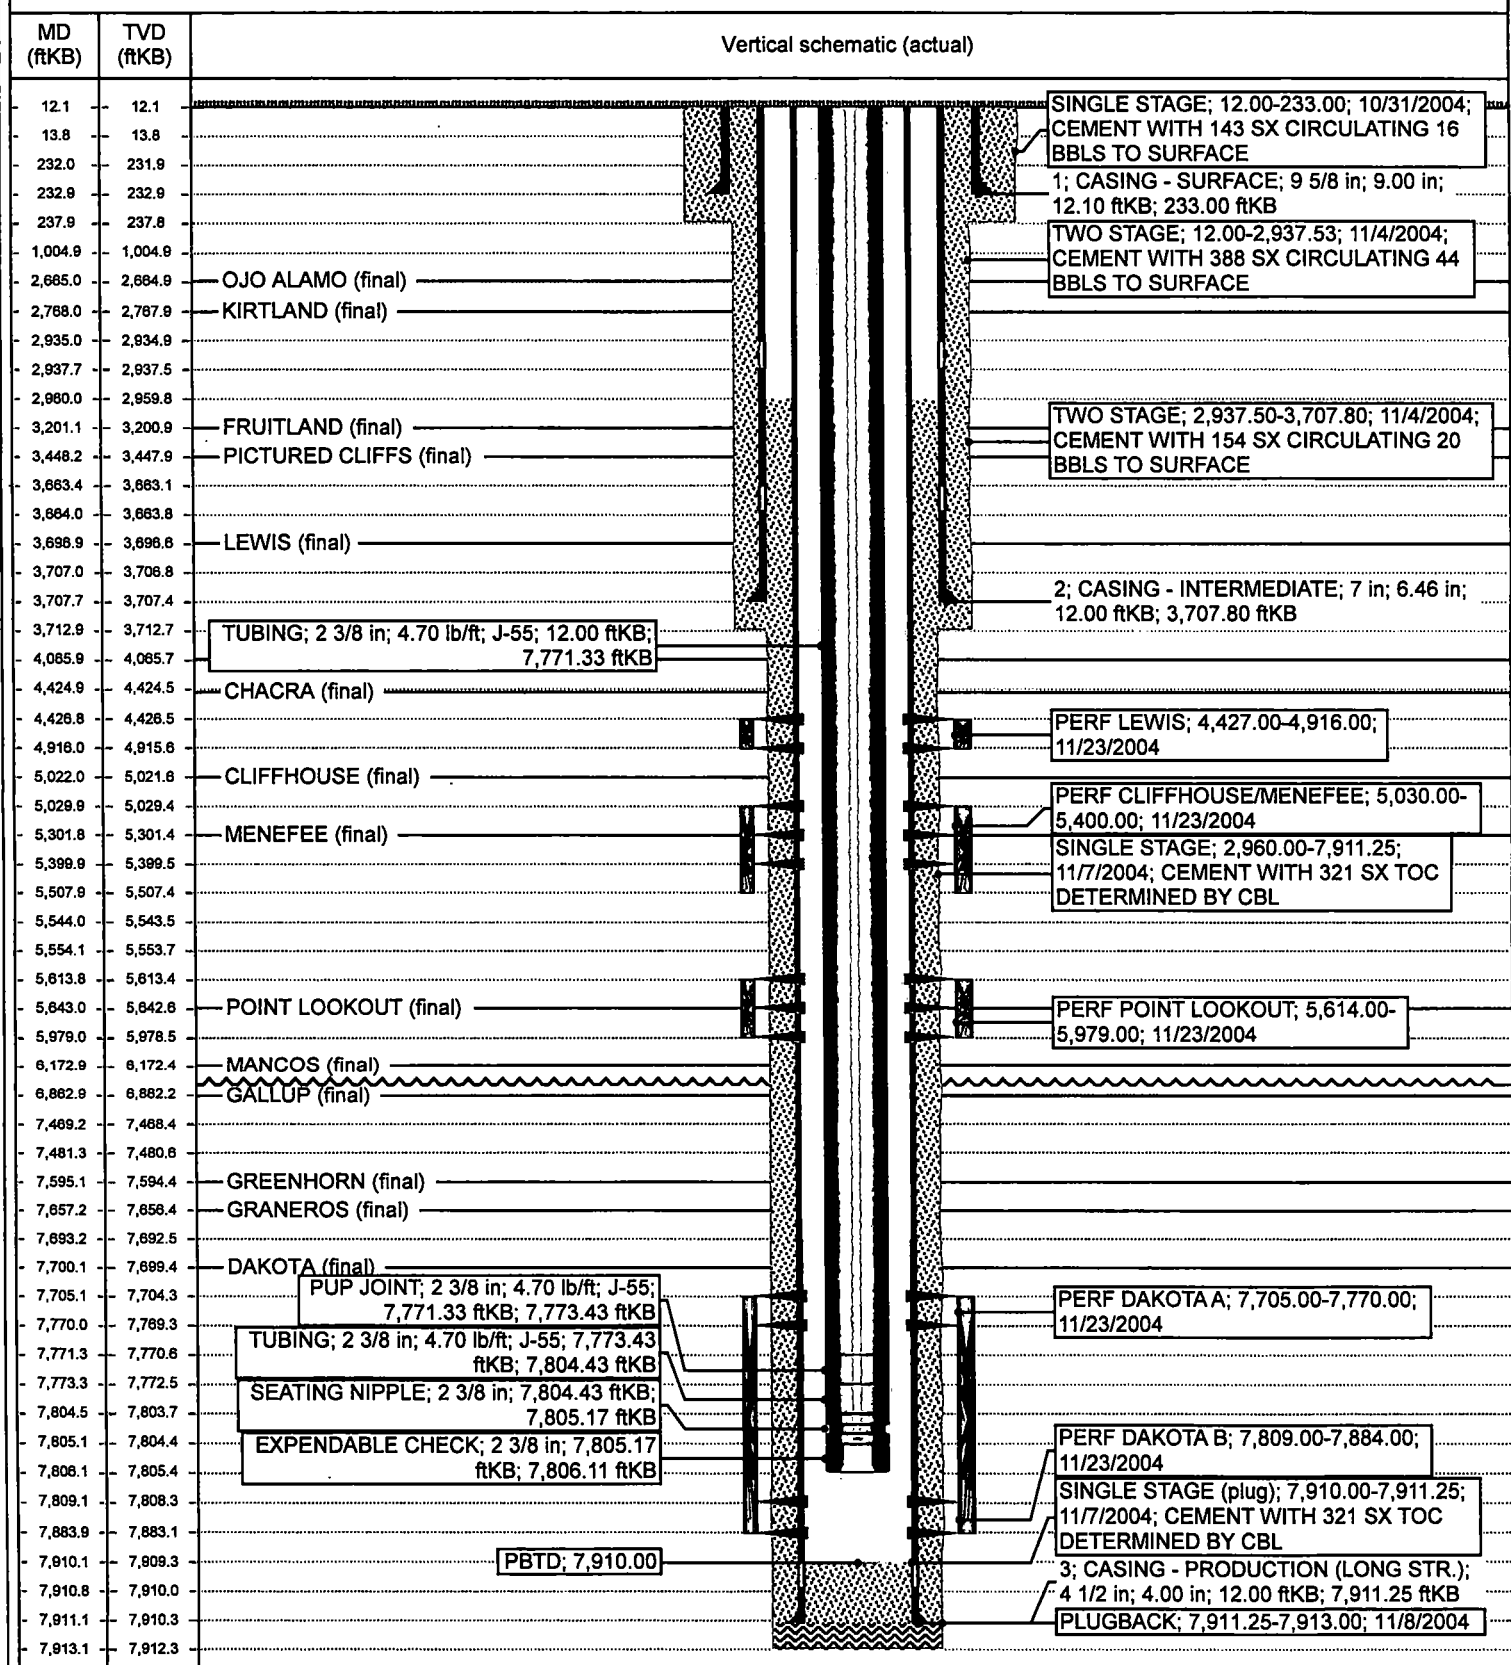 MD (ftKB)
TVD (ftKB)
Vertical schematic (actual)
12.1 12.1
13.8 13.8
232.0 231.9
232.9 232.9
237.9 237.8
1,004.9 1,004.9
2,665.0 2,664.9
OJO ALAMO (final)
2,768.0 2,767.9
KIRTLAND (final)
2,935.0 2,934.9
2,937.7 2,937.5
2,960.0 2,959.8
3,201.1 3,200.9
FRUITLAND (final)
3,448.2 3,447.9
PICTURED CLIFFS (final)
3,663.4 3,663.1
3,664.0 3,663.8
3,696.9 3,696.6
LEWIS (final)
3,707.0 3,706.8
3,707.7 3,707.4
3,712.9 3,712.7
4,065.9 4,065.7
4,424.9 4,424.5
CHACRA (final)
4,426.8 4,426.5
4,916.0 4,915.6
5,022.0 5,021.6
CLIFFHOUSE (final)
5,029.9 5,029.4
5,301.8 5,301.4
MENEFEE (final)
5,399.9 5,399.5
5,507.9 5,507.4
5,544.0 5,543.5
5,554.1 5,553.7
5,613.8 5,613.4
5,643.0 5,642.6
POINT LOOKOUT (final)
5,979.0 5,978.5
6,172.9 6,172.4
MANCOS (final)
6,882.9 6,882.2
GALLUP (final)
7,469.2 7,468.4
7,481.3 7,480.6
7,595.1 7,594.4
GREENHORN (final)
7,657.2 7,656.4
GRANEROS (final)
7,693.2 7,692.5
7,700.1 7,699.4
DAKOTA (final)
7,705.1 7,704.3
7,770.0 7,769.3
7,771.3 7,770.6
7,773.3 7,772.5
7,804.5 7,803.7
7,805.1 7,804.4
7,806.1 7,805.4
7,809.1 7,808.3
7,883.9 7,883.1
7,910.1 7,909.3
7,910.8 7,910.0
7,911.1 7,910.3
7,913.1 7,912.3
TUBING; 2 3/8 in; 4.70 lb/ft; J-55; 12.00 ftKB;
7,771.33 ftKB
PUP JOINT; 2 3/8 in; 4.70 lb/ft; J-55;
7,771.33 ftKB; 7,773.43 ftKB
TUBING; 2 3/8 in; 4.70 lb/ft; J-55; 7,773.43
ftKB; 7,804.43 ftKB
SEATING NIPPLE; 2 3/8 in; 7,804.43 ftKB;
7,805.17 ftKB
EXPENDABLE CHECK; 2 3/8 in; 7,805.17
ftKB; 7,806.11 ftKB
PBTD; 7,910.00
SINGLE STAGE; 12.00-233.00; 10/31/2004;
CEMENT WITH 143 SX CIRCULATING 16
BBLS TO SURFACE
1; CASING - SURFACE; 9 5/8 in; 9.00 in;
12.10 ftKB; 233.00 ftKB
TWO STAGE; 12.00-2,937.53; 11/4/2004;
CEMENT WITH 388 SX CIRCULATING 44
BBLS TO SURFACE
TWO STAGE; 2,937.50-3,707.80; 11/4/2004;
CEMENT WITH 154 SX CIRCULATING 20
BBLS TO SURFACE
2; CASING - INTERMEDIATE; 7 in; 6.46 in;
12.00 ftKB; 3,707.80 ftKB
PERF LEWIS; 4,427.00-4,916.00;
11/23/2004
PERF CLIFFHOUSE/MENEFEE; 5,030.00-
5,400.00; 11/23/2004
SINGLE STAGE; 2,960.00-7,911.25;
11/7/2004; CEMENT WITH 321 SX TOC
DETERMINED BY CBL
PERF POINT LOOKOUT; 5,614.00-
5,979.00; 11/23/2004
PERF DAKOTA A; 7,705.00-7,770.00;
11/23/2004
PERF DAKOTA B; 7,809.00-7,884.00;
11/23/2004
SINGLE STAGE (plug); 7,910.00-7,911.25;
11/7/2004; CEMENT WITH 321 SX TOC
DETERMINED BY CBL
3; CASING - PRODUCTION (LONG STR.);
4 1/2 in; 4.00 in; 12.00 ftKB; 7,911.25 ftKB
PLUGBACK; 7,911.25-7,913.00; 11/8/2004